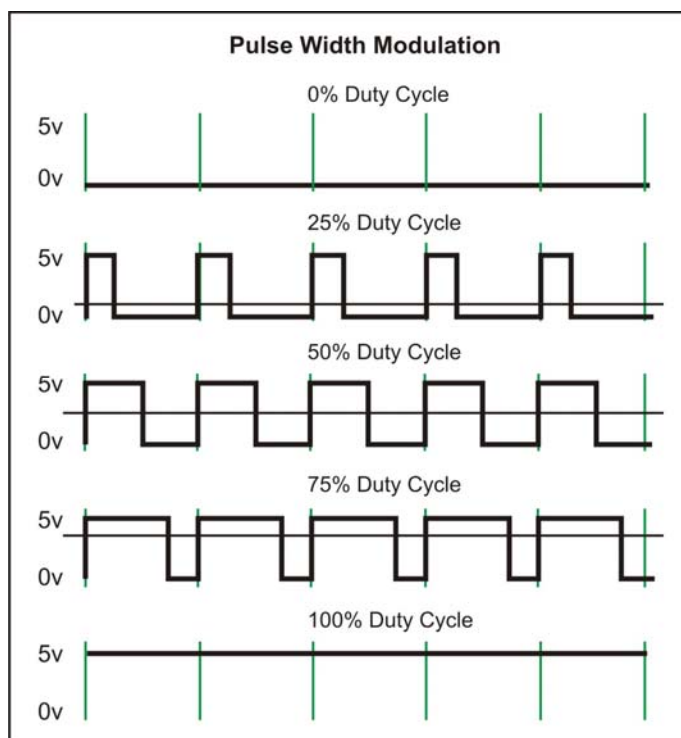 Pulse Width Modulation
0% Duty Cycle
5v
0v
25% Duty Cycle
5v
0v
50% Duty Cycle
5v
0v
75% Duty Cycle
5v
0v
100% Duty Cycle
5v
0v